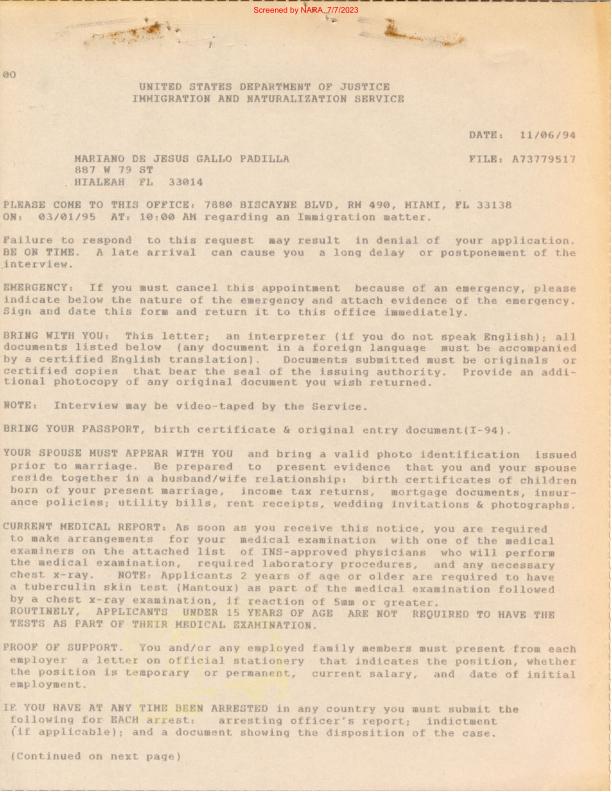 Screened by NARA_7/7/2023
00
UNITED STATES DEPARTMENT OF JUSTICE
IMMIGRATION AND NATURALIZATION SERVICE
DATE: 11/06/94
MARIANO DE JESUS GALLO PADILLA FILE: A73779517
887 W 79 ST
HIALEAH FL 33014
PLEASE COME TO THIS OFFICE: 7880 BISCAYNE BLVD, RM 490, MIAMI, FL 33138
ON: 03/01/95 AT: 10:00 AM regarding an Immigration matter.
Failure to respond to this request may result in denial of your application.
BE ON TIME. A late arrival can cause you a long delay or postponement of the
interview.
EMERGENCY: If you must cancel this appointment because of an emergency, please
indicate below the nature of the emergency and attach evidence of the emergency.
Sign and date this form and return it to this office immediately.
BRING WITH YOU: This letter; an interpreter (if you do not speak English); all
documents listed below (any document in a foreign language must be accompanied
by a certified English translation). Documents submitted must be originals or
certified copies that bear the seal of the issuing authority. Provide an addi-
tional photocopy of any original document you wish returned.
NOTE: Interview may be video-taped by the Service.
BRING YOUR PASSPORT, birth certificate & original entry document(I-94).
YOUR SPOUSE MUST APPEAR WITH YOU and bring a valid photo identification issued
prior to marriage. Be prepared to present evidence that you and your spouse
reside together in a husband/wife relationship: birth certificates of children
born of your present marriage, income tax returns, mortgage documents, insur-
ance policies; utility bills, rent receipts, wedding invitations & photographs.
CURRENT MEDICAL REPORT: As soon as you receive this notice, you are required
to make arrangements for your medical examination with one of the medical
examiners on the attached list of INS-approved physicians who will perform
the medical examination, required laboratory procedures, and any necessary
chest x-ray. NOTE: Applicants 2 years of age or older are required to have
a tuberculin skin test (Mantoux) as part of the medical examination followed
by a chest x-ray examination, if reaction of 5mm or greater.
ROUTINELY, APPLICANTS UNDER 15 YEARS OF AGE ARE NOT REQUIRED TO HAVE THE
TESTS AS PART OF THEIR MEDICAL EXAMINATION.
PROOF OF SUPPORT. You and/or any employed family members must present from each
employer a letter on official stationery that indicates the position, whether
the position is temporary or permanent, current salary, and date of initial
employment.
IF YOU HAVE AT ANY TIME BEEN ARRESTED in any country you must submit the
following for EACH arrest: arresting officer's report; indictment
(if applicable); and a document showing the disposition of the case.
(Continued on next page)